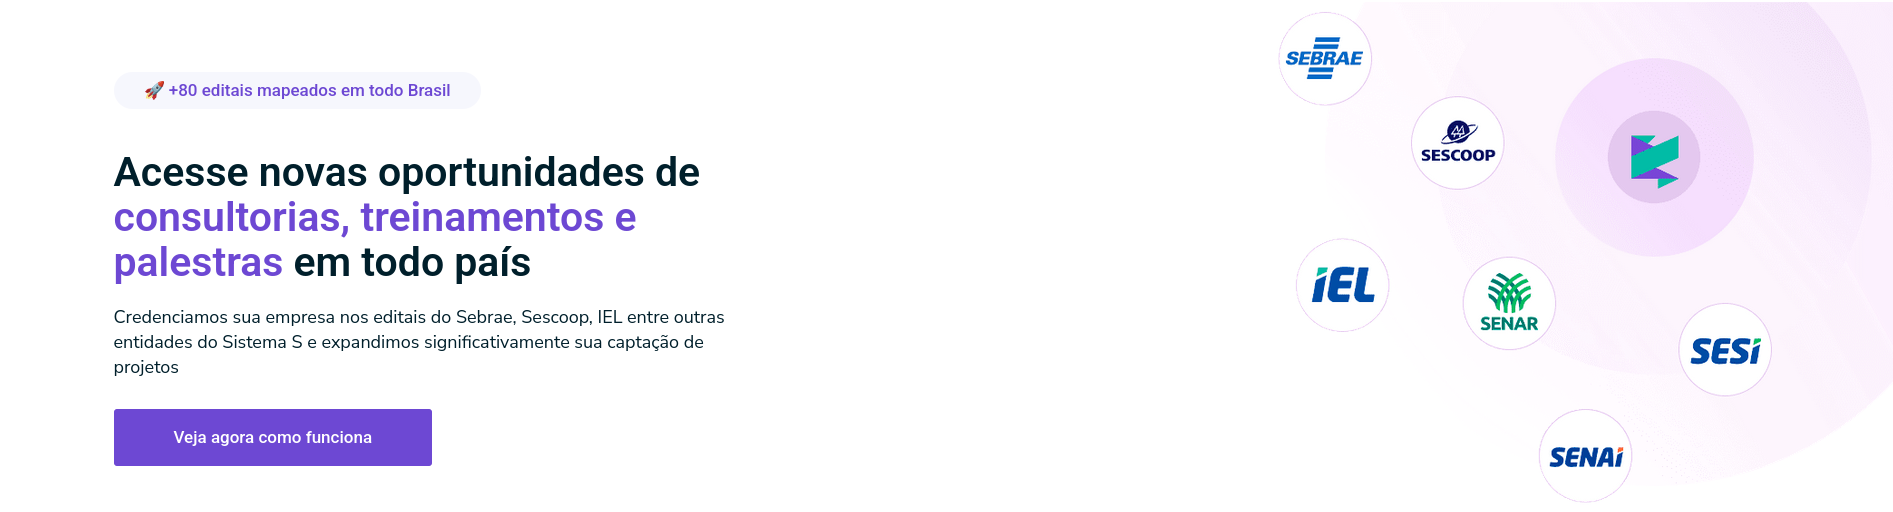 🚀 +80 editais mapeados em todo Brasil
Acesse novas oportunidades de
consultorias, treinamentos e
palestras em todo país
Credenciamos sua empresa nos editais do Sebrae, Sescoop, IEL entre outras
entidades do Sistema S e expandimos significativamente sua captação de
projetos
Veja agora como funciona
SEBRAE
SESCOOP
iEL
SENAR
SESi
SENAi